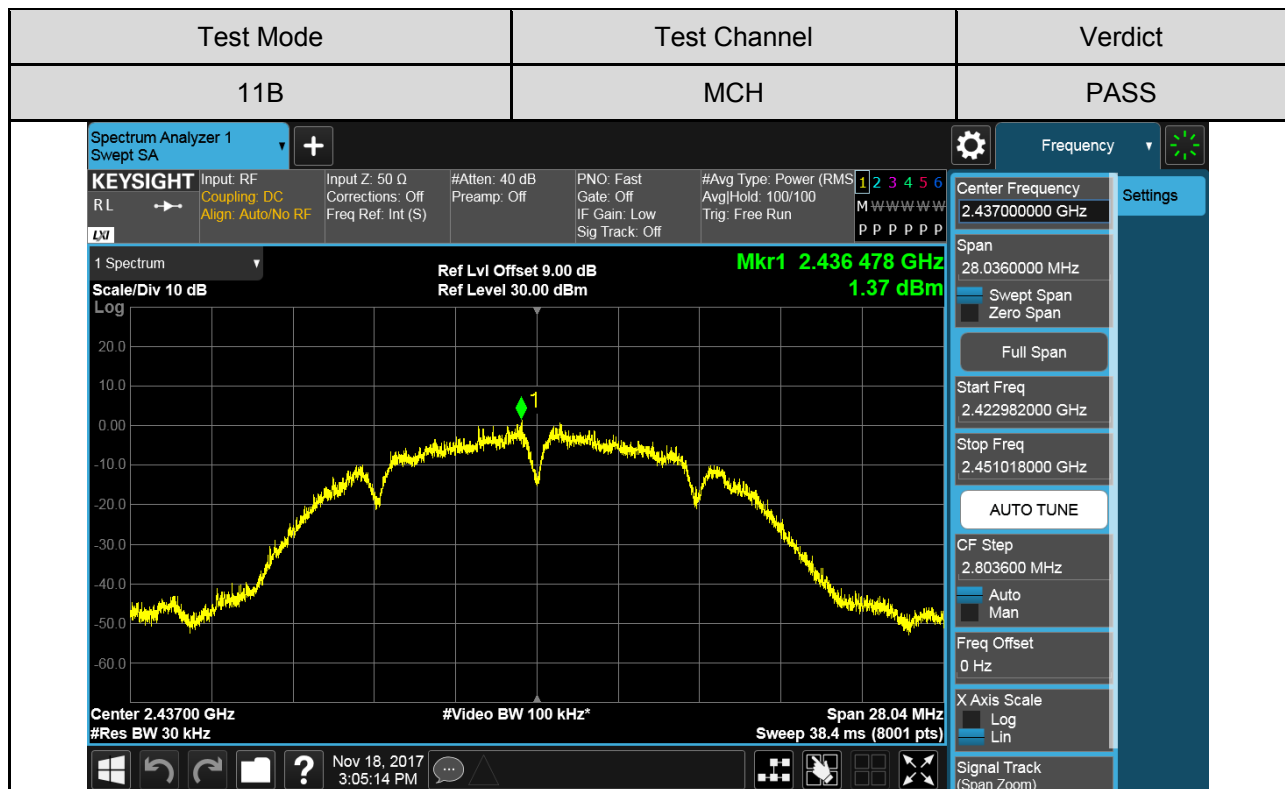 Test Mode Test Channel Verdict
11B MCH PASS
Spectrum Analyzer 1
Swept SA
+
Frequency
KEYSIGHT
RL
LXI
Input: RF
Coupling: DC
Align: Auto/No RF
Input Z: 50 Ω
Corrections: Off
Freq Ref: Int (S)
#Atten: 40 dB
Preamp: Off
PNO: Fast
Gate: Off
IF Gain: Low
Sig Track: Off
#Avg Type: Power (RMS
Avg|Hold: 100/100
Trig: Free Run
1 2 3 4 5 6
M W W W W W
P P P P P P
1 Spectrum
Scale/Div 10 dB
Log
Ref Lvl Offset 9.00 dB
Ref Level 30.00 dBm
Mkr1 2.436 478 GHz
1.37 dBm
20.0
10.0
0.00
-10.0
-20.0
-30.0
-40.0
-50.0
-60.0
1
Center 2.43700 GHz
#Res BW 30 kHz
#Video BW 100 kHz*
Span 28.04 MHz
Sweep 38.4 ms (8001 pts)
Center Frequency
2.437000000 GHz
Settings
Span
28.0360000 MHz
Swept Span
Zero Span
Full Span
Start Freq
2.422982000 GHz
Stop Freq
2.451018000 GHz
AUTO TUNE
CF Step
2.803600 MHz
Auto
Man
Freq Offset
0 Hz
X Axis Scale
Log
Lin
Signal Track
(Span Zoom)
?
Nov 18, 2017
3:05:14 PM